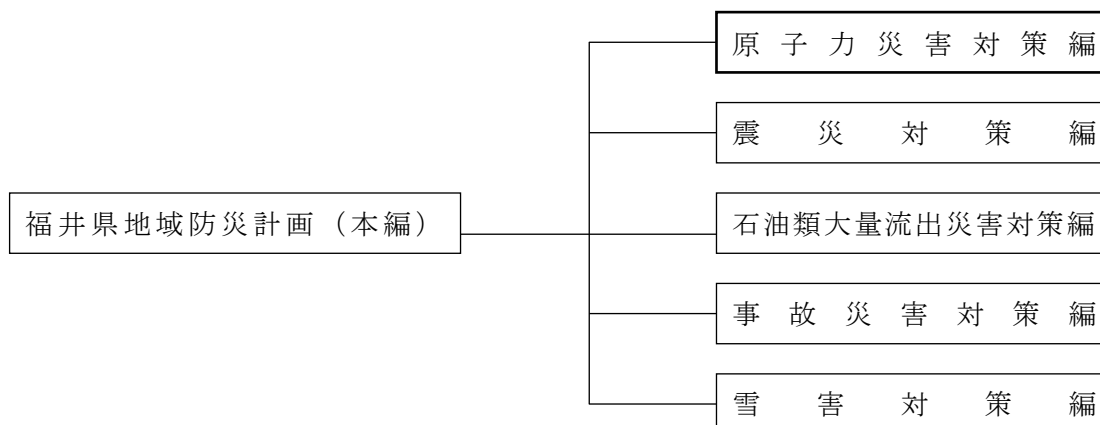 原子力災害対策編
震災対策編
福井県地域防災計画（本編）
石油類大量流出災害対策編
事故災害対策編
雪害対策編